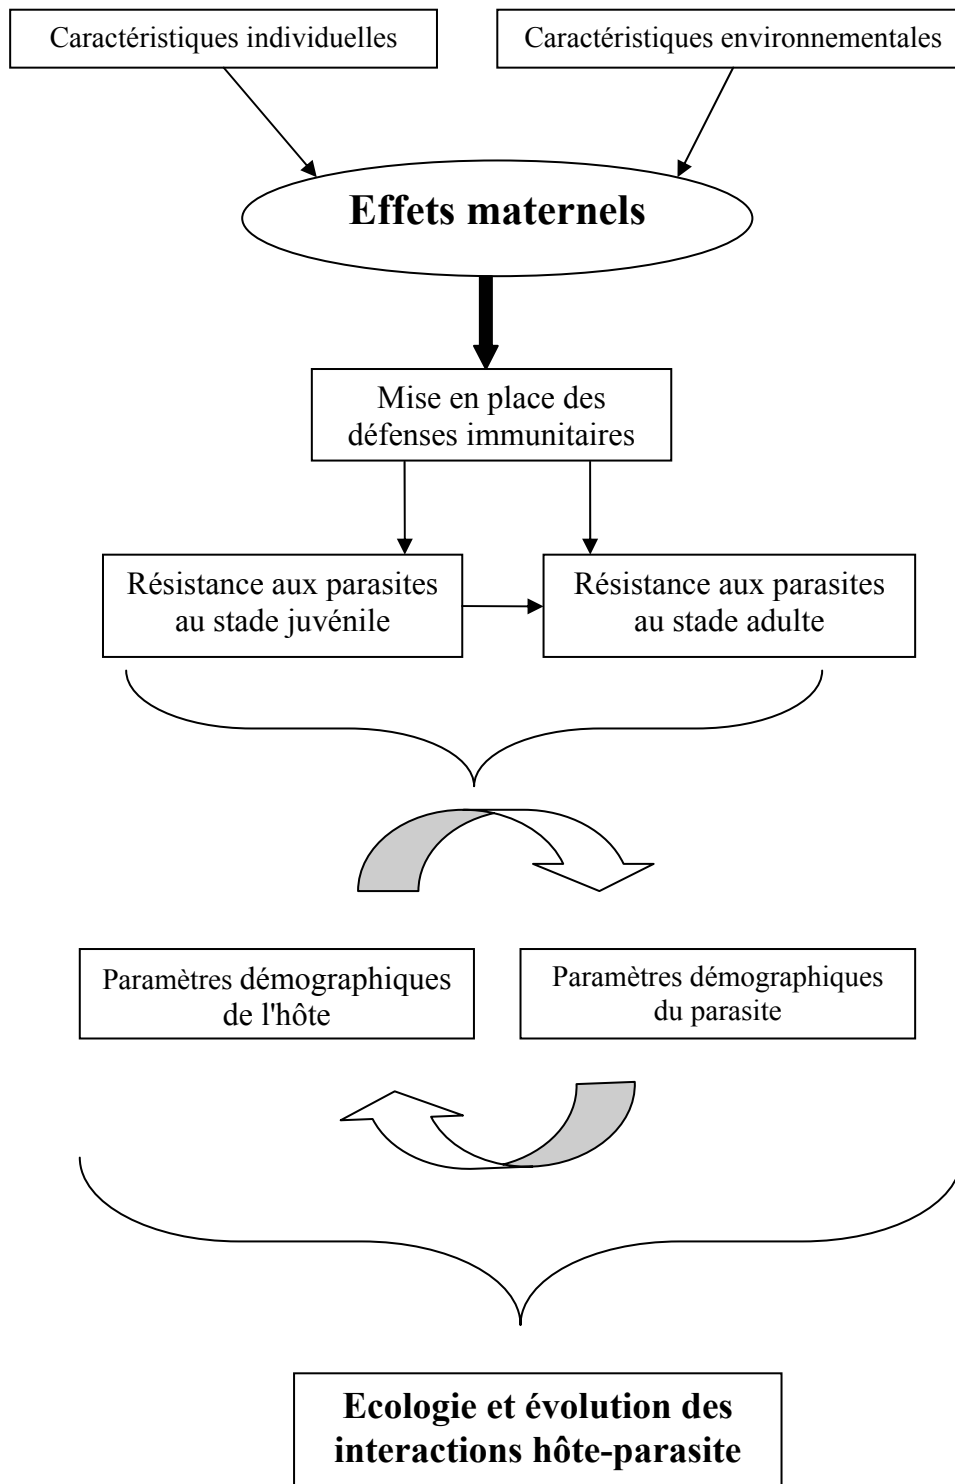 Caractéristiques individuelles
Caractéristiques environnementales
Effets maternels
Mise en place des
défenses immunitaires
Résistance aux parasites
au stade juvénile
Résistance aux parasites
au stade adulte
Paramètres démographiques
de l'hôte
Paramètres démographiques
du parasite
Ecologie et évolution des
interactions hôte-parasite